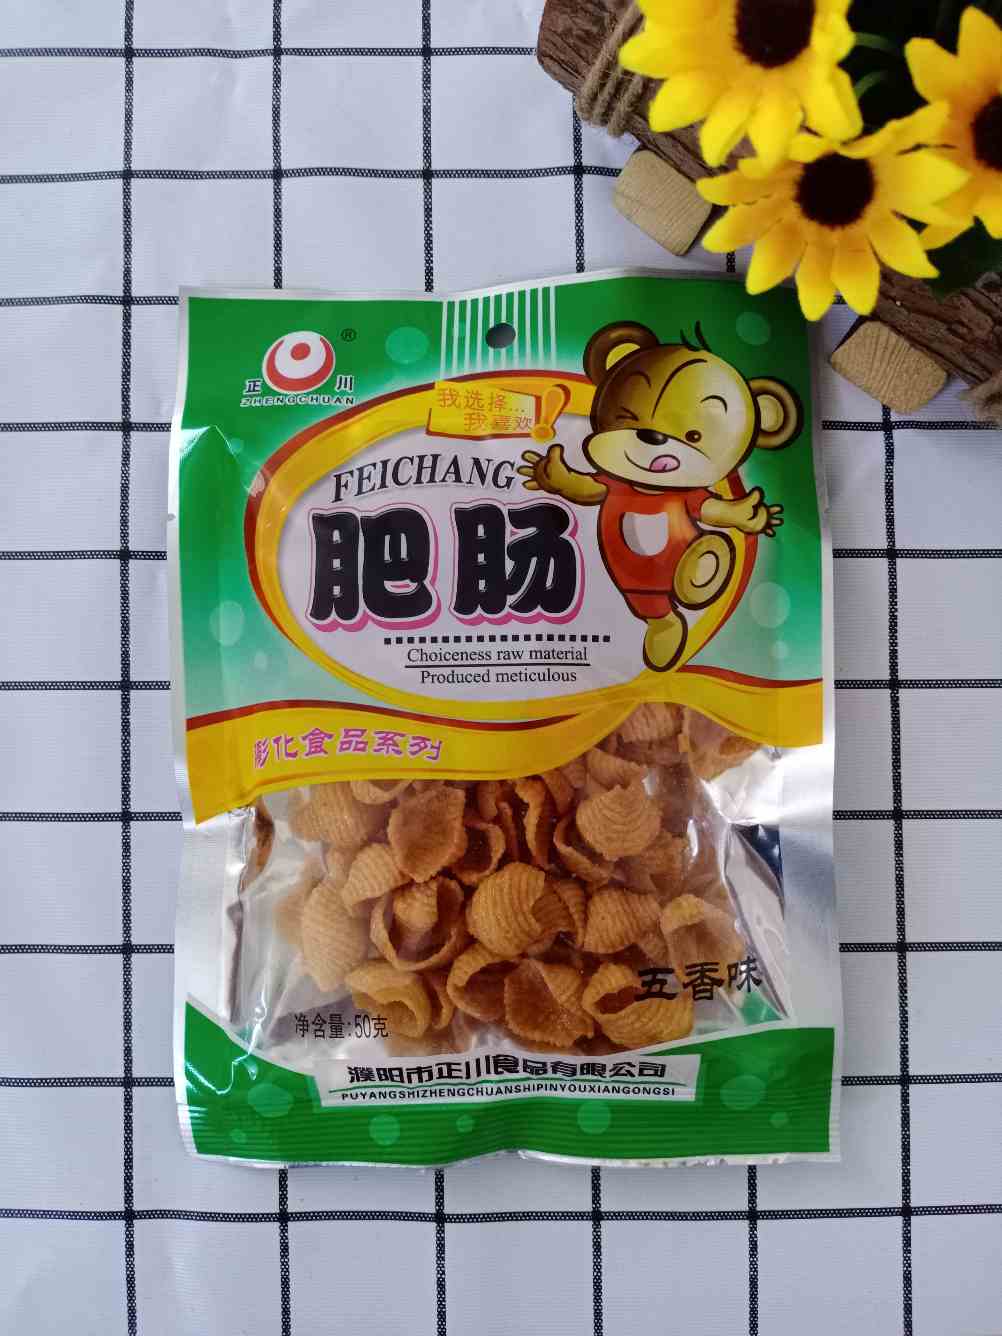 ®
正 川
ZHENGCHUAN
我选择...
我喜欢!
FEICHANG
肥肠
Choiceness raw material
Produced meticulous
膨化食品系列
五香味
净含量:50克
濮阳市正川食品有限公司
PUYANGSHIZHENGCHUANSHIPINYOUXIANGONGSI